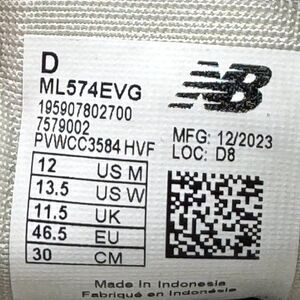 D
ML574EVG
195907802700
7579002
PVWCC3584 HVF
NB
MFG: 12/2023
LOC: D8
12 US M
13.5 US W
11.5 UK
46.5 EU
30 CM
Made In Indonesia
Fabriqué en Indonésie